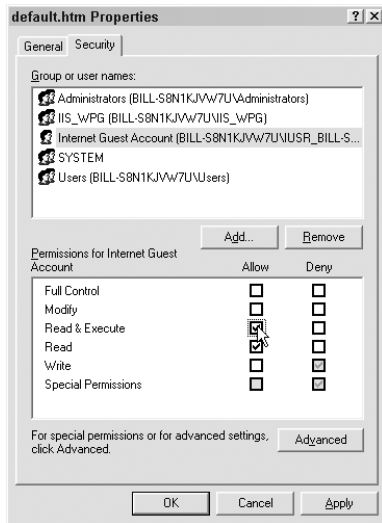 default.htm Properties
General Security
Group or user names:
Administrators (BILL-S8N1KJVW7U\Administrators)
IIS_WPG (BILL-S8N1KJVW7U\IIS_WPG)
Internet Guest Account (BILL-S8N1KJVW7U\IUSR_BILL-S...
SYSTEM
Users (BILL-S8N1KJVW7U\Users)
Add... Remove
Permissions for Internet Guest
Account Allow Deny
Full Control
Modify
Read & Execute
Read
Write
Special Permissions
For special permissions or for advanced settings,
click Advanced.
Advanced
OK Cancel Apply